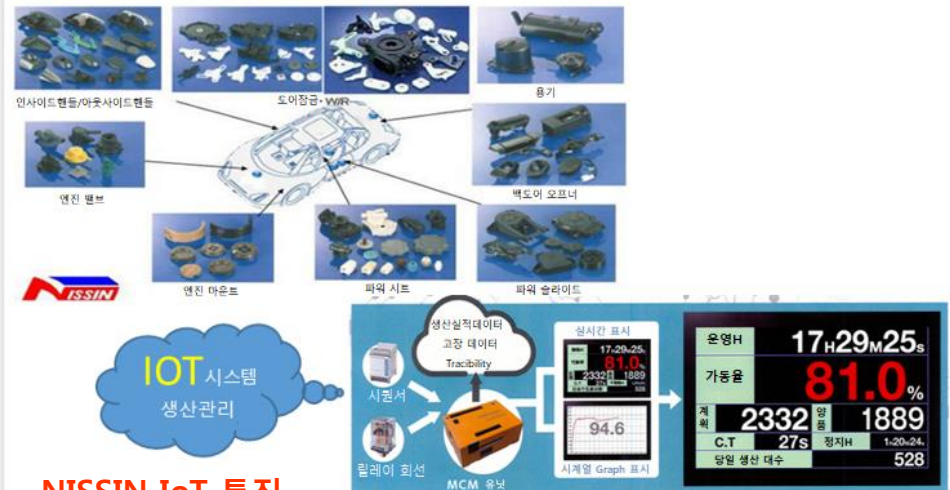 인사이드핸들/아웃사이드핸들
도어잠금·W/R
용기
엔진 밸브
백도어 오프너
엔진 마운트
파워 시트
파워 슬라이드
NISSIN
IOT 시스템
생산관리
생산실적데이터
고장 데이터
Tracibility
시퀀서
릴레이 회선
MCM 유닛
실시간 표시
17H29M25s
81.0%
2332 1889
528
94.6
시계열 Graph 표시
운영H 17H29M25s
가동율 81.0%
계획 2332 양품 1889
C.T 27s 정지H 1H20M24s
당일 생산 대수 528
NISSIN IoT 특징